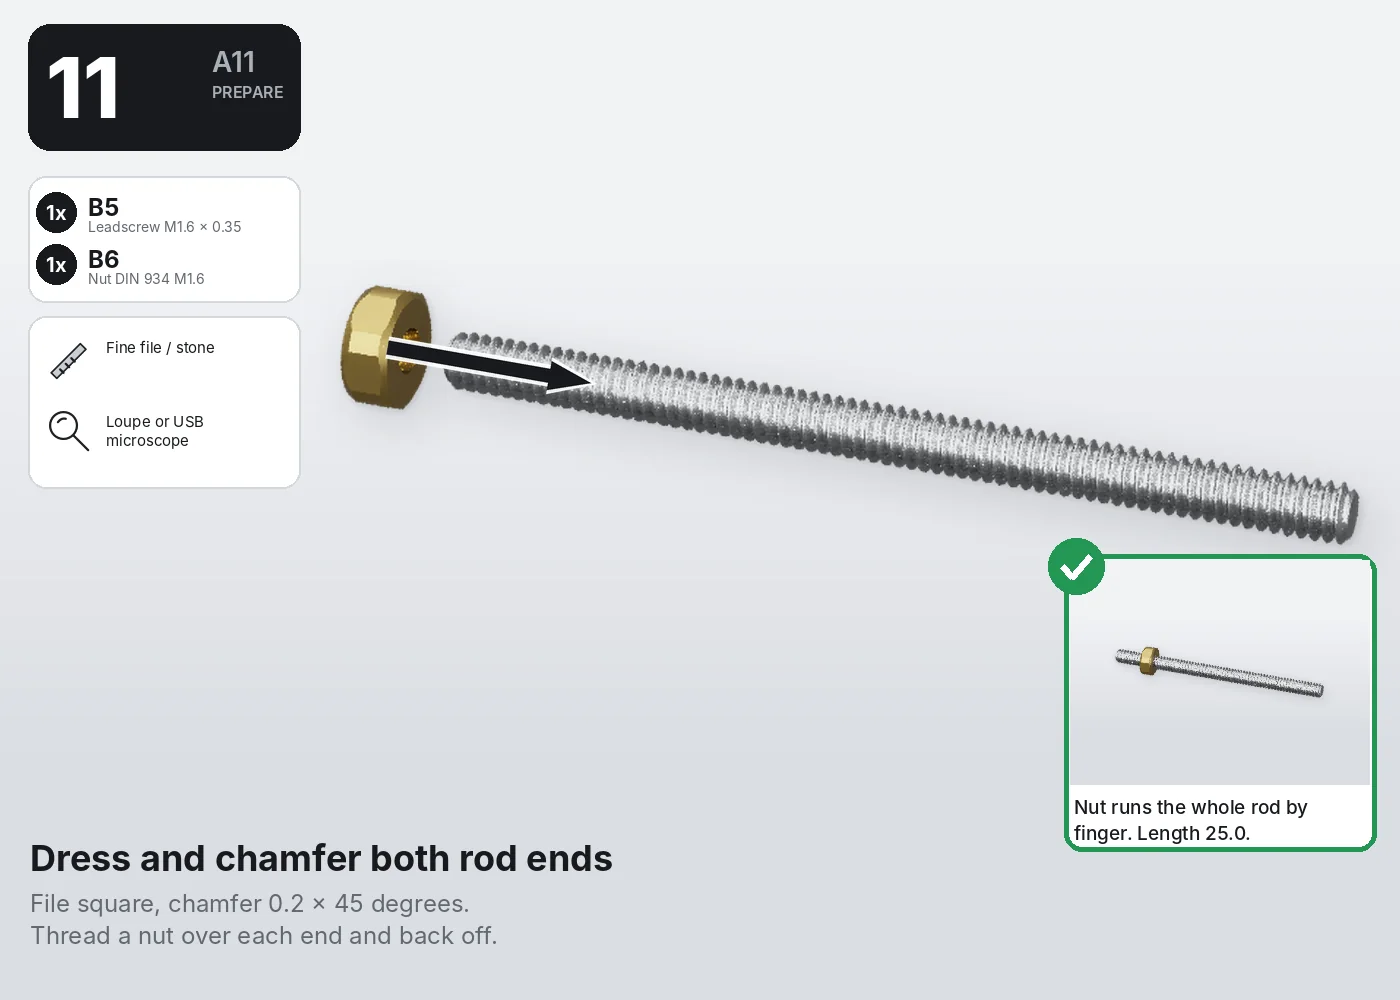 11
A11
PREPARE
1x
B5
Leadscrew M1.6 × 0.35
1x
B6
Nut DIN 934 M1.6
Fine file / stone
Loupe or USB
microscope
Nut runs the whole rod by
finger. Length 25.0.
Dress and chamfer both rod ends
File square, chamfer 0.2 × 45 degrees.
Thread a nut over each end and back off.